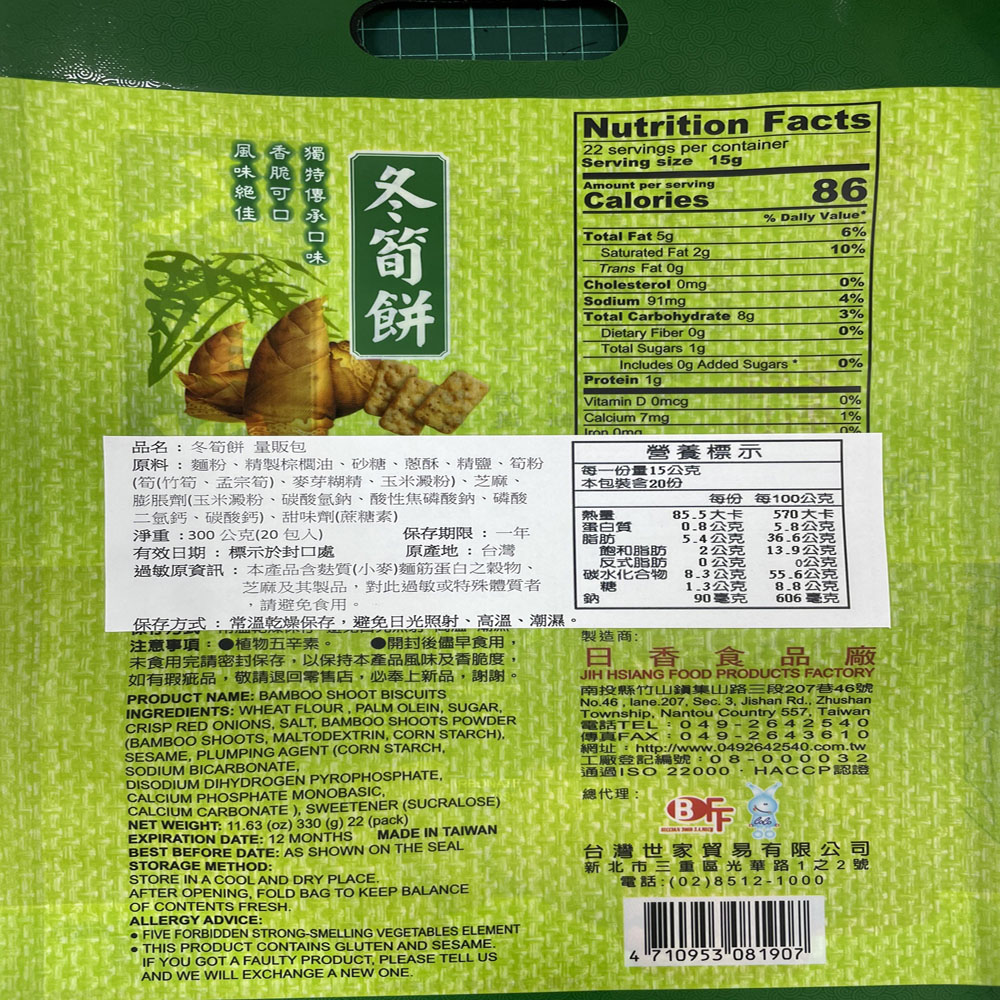 獨特傳承口味
香脆可口
風味絕佳
冬筍餅
Nutrition Facts
22 servings per container
Serving size 15g
Amount per serving
Calories 86
% Daily Value*
Total Fat 5g 6%
Saturated Fat 2g 10%
Trans Fat 0g
Cholesterol 0mg 0%
Sodium 91mg 4%
Total Carbohydrate 8g 3%
Dietary Fiber 0g 0%
Total Sugars 1g
Includes 0g Added Sugars * 0%
Protein 1g
Vitamin D 0mcg 0%
Calcium 7mg 1%
Iron 0mg 0%
品名：冬筍餅 量販包
原料：麵粉、精製棕櫚油、砂糖、蔥酥、精鹽、筍粉
(筍(竹筍、孟宗筍)、麥芽糊精、玉米澱粉)、芝麻、
膨脹劑(玉米澱粉、碳酸氫鈉、酸性焦磷酸鈉、磷酸
二氫鈣、碳酸鈣)、甜味劑(蔗糖素)
淨重：300 公克(20 包入) 保存期限：一年
有效日期：標示於封口處 原產地：台灣
過敏原資訊：本產品含麩質(小麥)麵筋蛋白之穀物、
芝麻及其製品，對此過敏或特殊體質者
，請避免食用。
保存方式：常溫乾燥保存，避免日光照射、高溫、潮濕。
營養標示
每一份量15公克
本包裝含20份
每份 每100公克
熱量 85.5大卡 570大卡
蛋白質 0.8公克 5.8公克
脂肪 5.4公克 36.6公克
飽和脂肪 2公克 13.9公克
反式脂肪 0公克 0公克
碳水化合物 8.3公克 55.6公克
糖 1.3公克 8.8公克
鈉 90毫克 606毫克
注意事項：●植物五辛素。 ●開封後儘早食用，
未食用完請密封保存，以保持本產品風味及香脆度，
如有瑕疵品，敬請退回零售店，必奉上新品，謝謝。
PRODUCT NAME: BAMBOO SHOOT BISCUITS
INGREDIENTS: WHEAT FLOUR , PALM OLEIN, SUGAR,
CRISP RED ONIONS, SALT, BAMBOO SHOOTS POWDER
(BAMBOO SHOOTS, MALTODEXTRIN, CORN STARCH),
SESAME, PLUMPING AGENT (CORN STARCH,
SODIUM BICARBONATE,
DISODIUM DIHYDROGEN PYROPHOSPHATE,
CALCIUM PHOSPHATE MONOBASIC,
CALCIUM CARBONATE ), SWEETENER (SUCRALOSE)
NET WEIGHT: 11.63 (oz) 330 (g) 22 (pack)
EXPIRATION DATE: 12 MONTHS MADE IN TAIWAN
BEST BEFORE DATE: AS SHOWN ON THE SEAL
STORAGE METHOD:
STORE IN A COOL AND DRY PLACE.
AFTER OPENING, FOLD BAG TO KEEP BALANCE
OF CONTENTS FRESH.
ALLERGY ADVICE:
● FIVE FORBIDDEN STRONG-SMELLING VEGETABLES ELEMENT
● THIS PRODUCT CONTAINS GLUTEN AND SESAME.
IF YOU GOT A FAULTY PRODUCT, PLEASE TELL US
AND WE WILL EXCHANGE A NEW ONE.
製造商：
日香食品廠
JIH HSIANG FOOD PRODUCTS FACTORY
南投縣竹山鎮集山路三段207巷46號
No.46 , lane.207, Sec. 3, Jishan Rd., Zhushan
Township, Nantou Country 557, Taiwan
電話TEL：049-2642540
傳真FAX：049-2643610
網址：http://www.0492642540.com.tw
工廠登記編號：08-000032
通過ISO 22000．HACCP認證
總代理：
BFF
台灣世家貿易有限公司
新北市三重區光華路1之2號
電話:(02)8512-1000
4 710953 081907